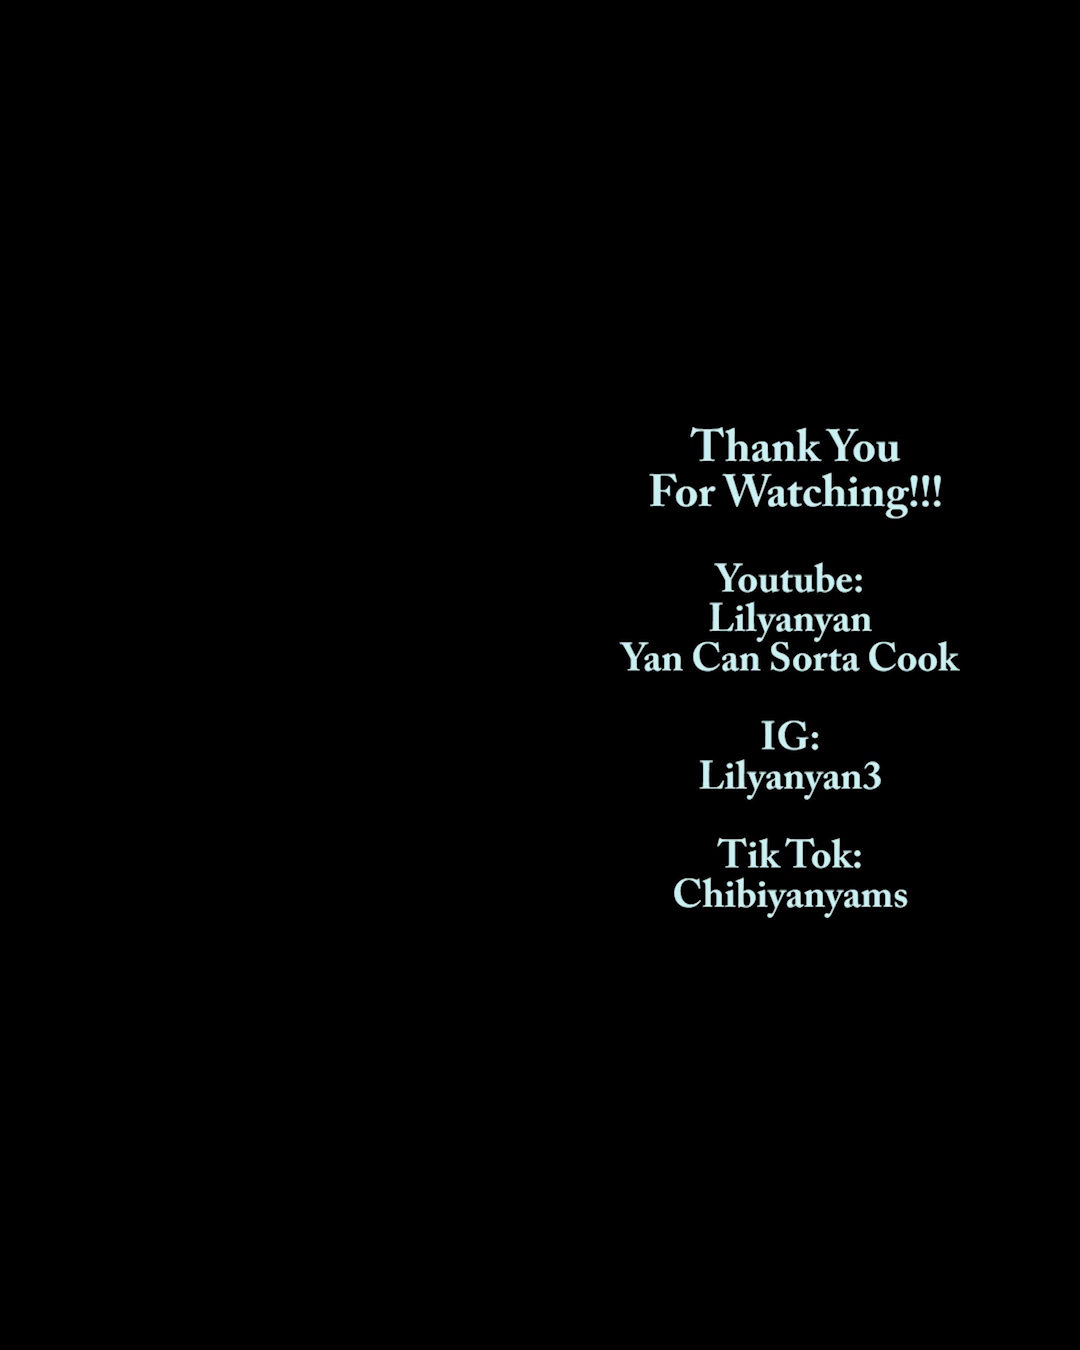 Thank You
For Watching!!!
Youtube:
Lilyanyan
Yan Can Sorta Cook
IG:
Lilyanyan3
Tik Tok:
Chibiyanyams